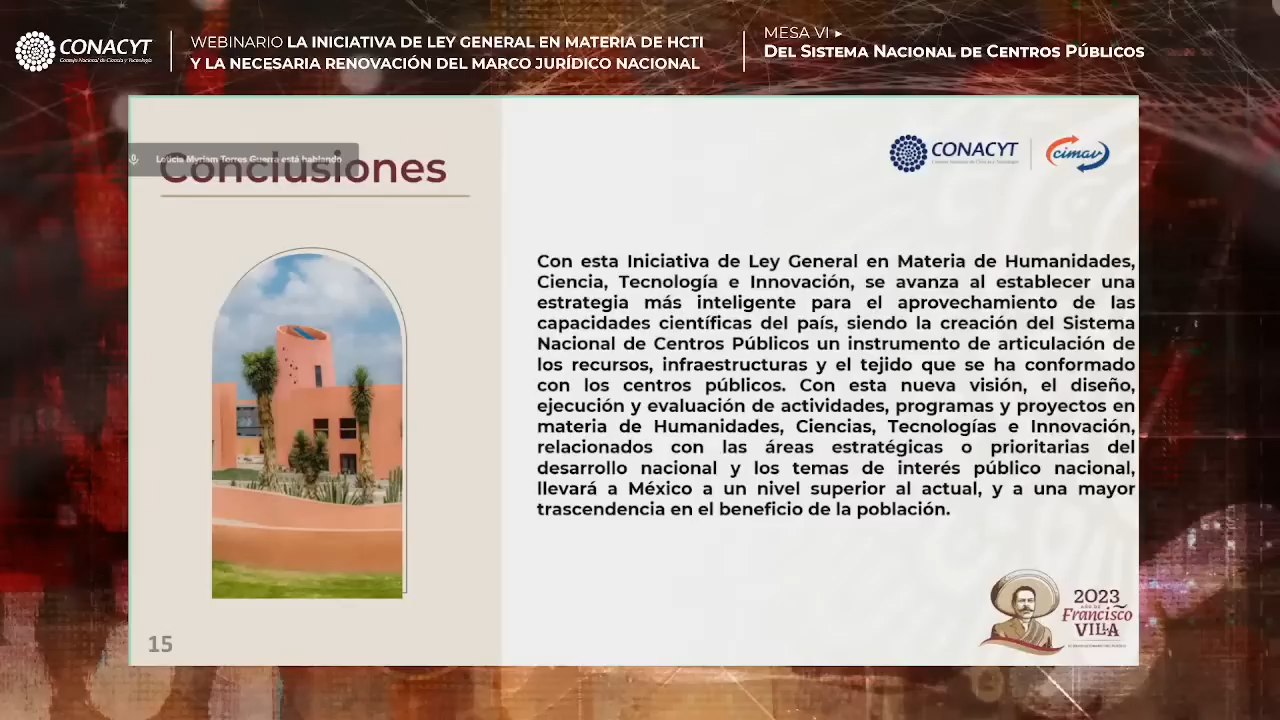 CONACYT
Consejo Nacional de Ciencia y Tecnología
WEBINARIO LA INICIATIVA DE LEY GENERAL EN MATERIA DE HCTI
Y LA NECESARIA RENOVACIÓN DEL MARCO JURÍDICO NACIONAL
MESA VI ▸
DEL SISTEMA NACIONAL DE CENTROS PÚBLICOS
Leticia Myriam Torres Guerra está hablando
Conclusiones
CONACYT
cimav
Con esta Iniciativa de Ley General en Materia de Humanidades,
Ciencia, Tecnología e Innovación, se avanza al establecer una
estrategia más inteligente para el aprovechamiento de las
capacidades científicas del país, siendo la creación del Sistema
Nacional de Centros Públicos un instrumento de articulación de
los recursos, infraestructuras y el tejido que se ha conformado
con los centros públicos. Con esta nueva visión, el diseño,
ejecución y evaluación de actividades, programas y proyectos en
materia de Humanidades, Ciencias, Tecnologías e Innovación,
relacionados con las áreas estratégicas o prioritarias del
desarrollo nacional y los temas de interés público nacional,
llevará a México a un nivel superior al actual, y a una mayor
trascendencia en el beneficio de la población.
2023
AÑO DE
Francisco
VILLA
15